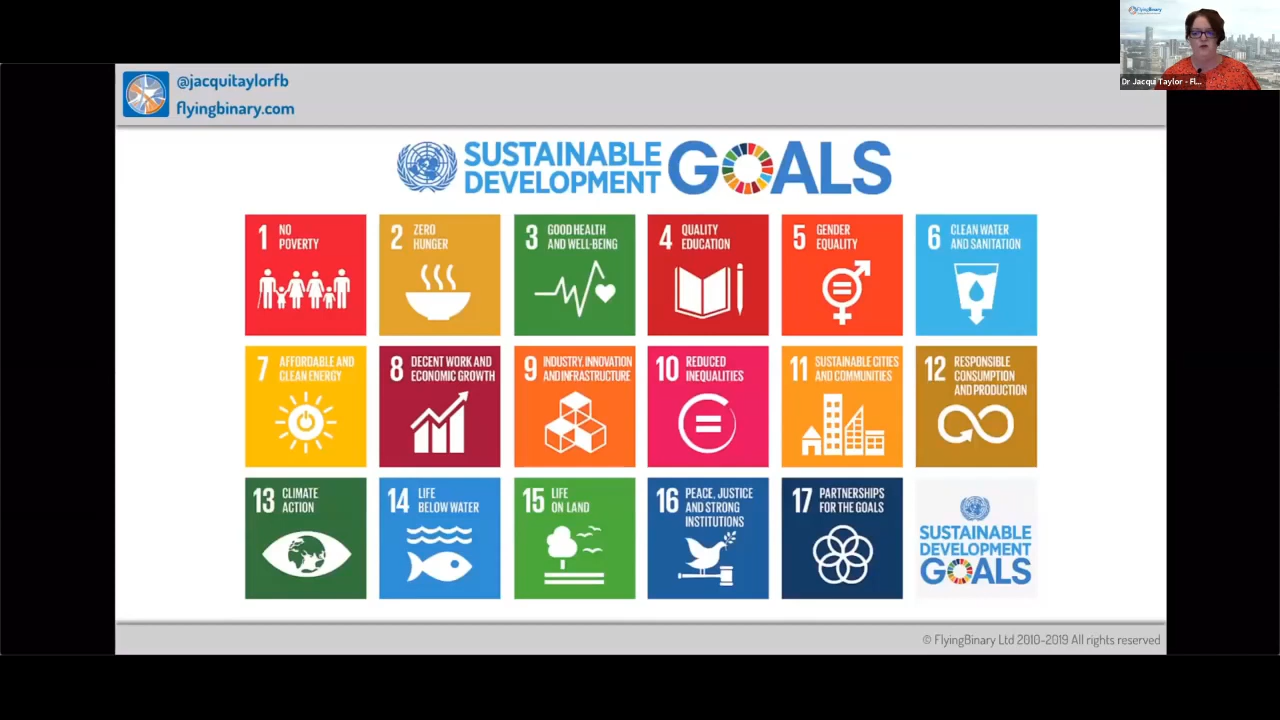 FlyingBinary
Dr Jacqui Taylor - Fl...
@jacquitaylorfb
flyingbinary.com
SUSTAINABLE
DEVELOPMENT
GOALS
1 NO
POVERTY
2 ZERO
HUNGER
3 GOOD HEALTH
AND WELL-BEING
4 QUALITY
EDUCATION
5 GENDER
EQUALITY
6 CLEAN WATER
AND SANITATION
7 AFFORDABLE AND
CLEAN ENERGY
8 DECENT WORK AND
ECONOMIC GROWTH
9 INDUSTRY, INNOVATION
AND INFRASTRUCTURE
10 REDUCED
INEQUALITIES
11 SUSTAINABLE CITIES
AND COMMUNITIES
12 RESPONSIBLE
CONSUMPTION
AND PRODUCTION
13 CLIMATE
ACTION
14 LIFE
BELOW WATER
15 LIFE
ON LAND
16 PEACE, JUSTICE
AND STRONG
INSTITUTIONS
17 PARTNERSHIPS
FOR THE GOALS
SUSTAINABLE
DEVELOPMENT
GOALS
© FlyingBinary Ltd 2010-2019 All rights reserved